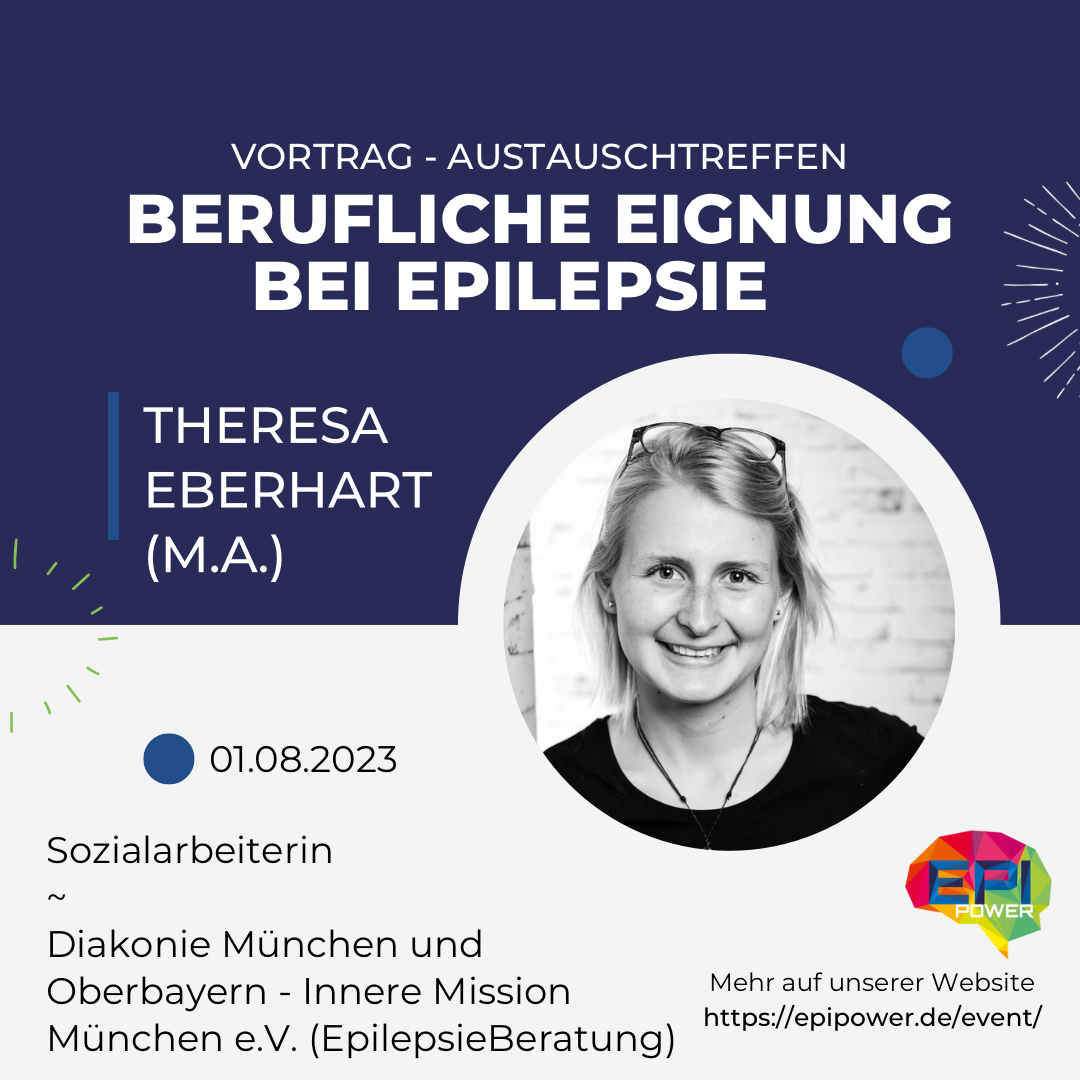 VORTRAG - AUSTAUSCHTREFFEN
BERUFLICHE EIGNUNG
BEI EPILEPSIE
THERESA
EBERHART
(M.A.)
01.08.2023
Sozialarbeiterin
~
Diakonie München und
Oberbayern - Innere Mission
München e.V. (EpilepsieBeratung)
EPI
POWER
Mehr auf unserer Website
https://epipower.de/event/